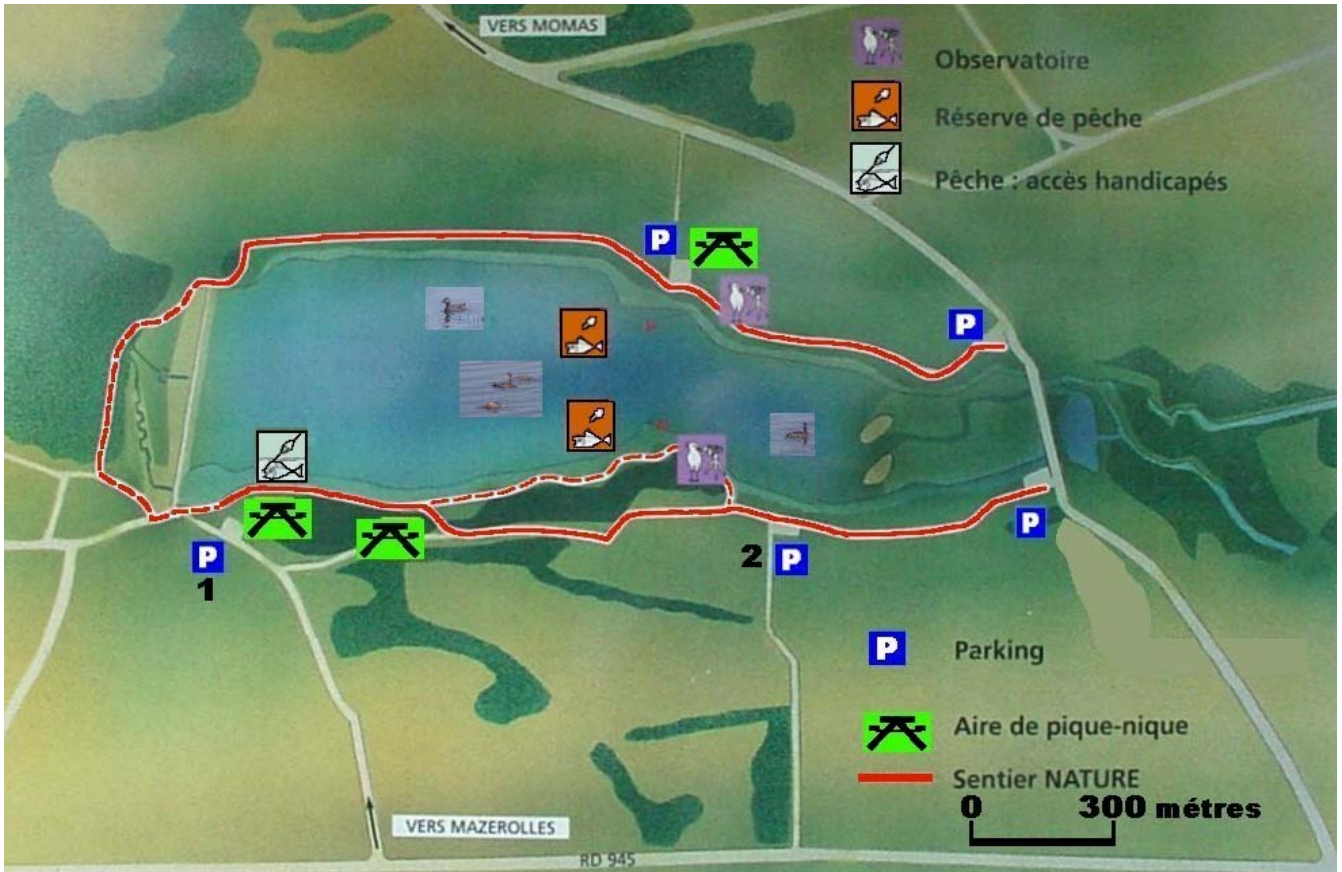 VERS MOMAS
Observatoire
Réserve de pêche
Pêche : accès handicapés
P
P
P
1
2
P
P
P
Parking
Aire de pique-nique
Sentier NATURE
0 300 métres
VERS MAZEROLLES
RD 945